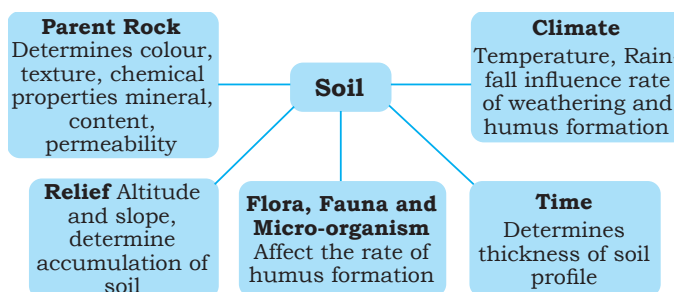 Parent Rock
Determines colour,
texture, chemical
properties mineral,
content,
permeability
Soil
Climate
Temperature, Rain-
fall influence rate
of weathering and
humus formation
Relief Altitude
and slope,
determine
accumulation of
soil
Flora, Fauna and
Micro-organism
Affect the rate of
humus formation
Time
Determines
thickness of soil
profile